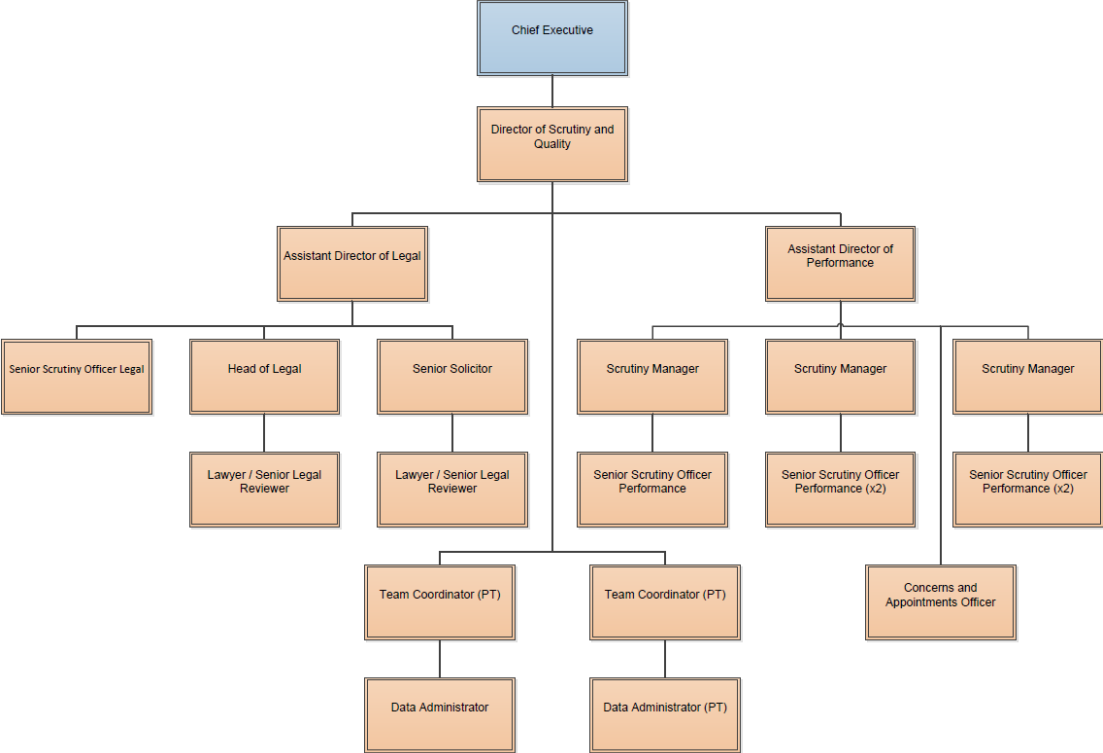 Chief Executive
Director of Scrutiny and
Quality
Assistant Director of Legal
Assistant Director of
Performance
Senior Scrutiny Officer Legal
Head of Legal
Senior Solicitor
Scrutiny Manager
Scrutiny Manager
Scrutiny Manager
Lawyer / Senior Legal
Reviewer
Lawyer / Senior Legal
Reviewer
Senior Scrutiny Officer
Performance
Senior Scrutiny Officer
Performance (x2)
Senior Scrutiny Officer
Performance (x2)
Team Coordinator (PT)
Team Coordinator (PT)
Concerns and
Appointments Officer
Data Administrator
Data Administrator (PT)